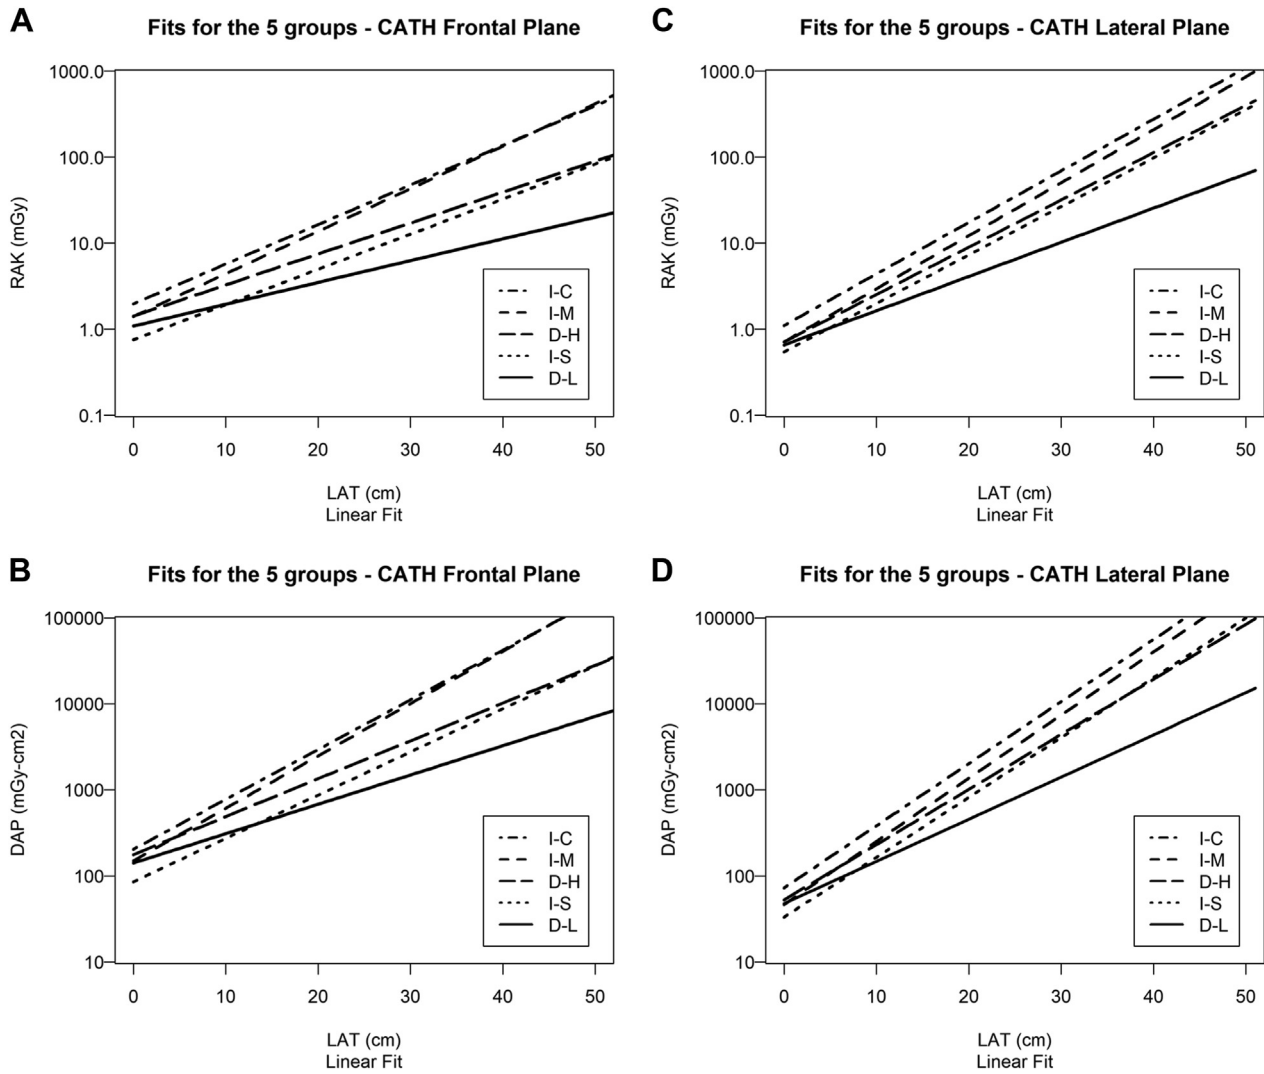 A
Fits for the 5 groups - CATH Frontal Plane
RAK (mGy)
1000.0
100.0
10.0
1.0
0.1
I-C
I-M
D-H
I-S
D-L
0 10 20 30 40 50
LAT (cm)
Linear Fit
C
Fits for the 5 groups - CATH Lateral Plane
RAK (mGy)
1000.0
100.0
10.0
1.0
0.1
I-C
I-M
D-H
I-S
D-L
0 10 20 30 40 50
LAT (cm)
Linear Fit
B
Fits for the 5 groups - CATH Frontal Plane
DAP (mGy-cm2)
100000
10000
1000
100
10
I-C
I-M
D-H
I-S
D-L
0 10 20 30 40 50
LAT (cm)
Linear Fit
D
Fits for the 5 groups - CATH Lateral Plane
DAP (mGy-cm2)
100000
10000
1000
100
10
I-C
I-M
D-H
I-S
D-L
0 10 20 30 40 50
LAT (cm)
Linear Fit